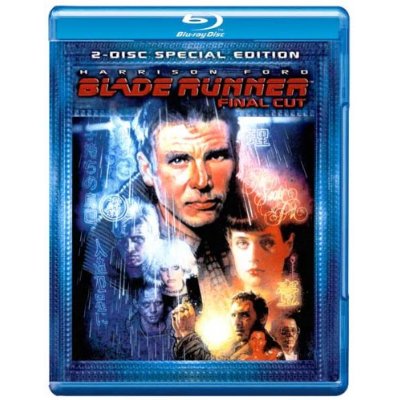 Blu-ray Disc
2-DISC SPECIAL EDITION
HARRISON FORD
BLADE RUNNER
FINAL CUT